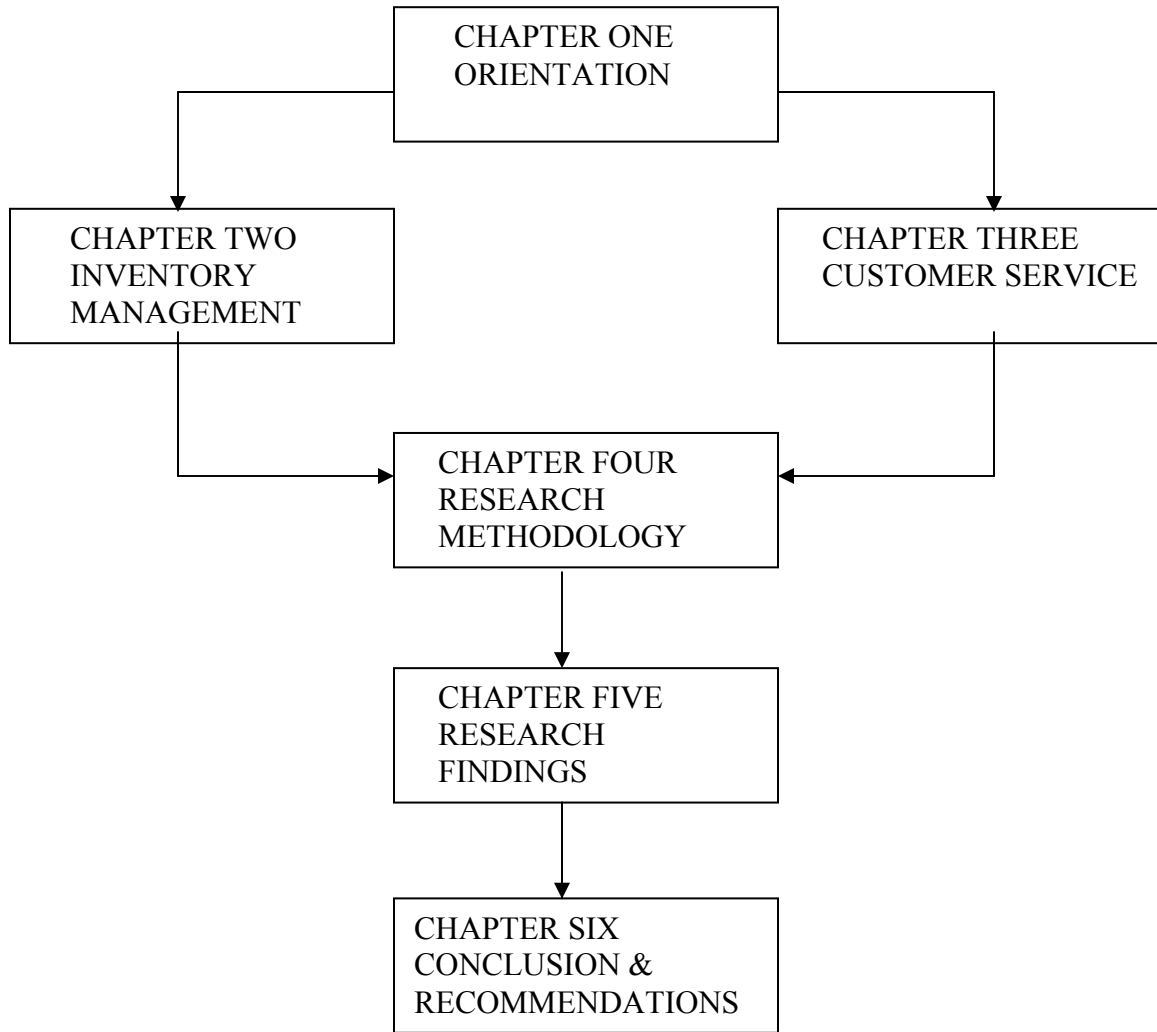 CHAPTER ONE
ORIENTATION
CHAPTER TWO
INVENTORY
MANAGEMENT
CHAPTER THREE
CUSTOMER SERVICE
CHAPTER FOUR
RESEARCH
METHODOLOGY
CHAPTER FIVE
RESEARCH
FINDINGS
CHAPTER SIX
CONCLUSION &
RECOMMENDATIONS